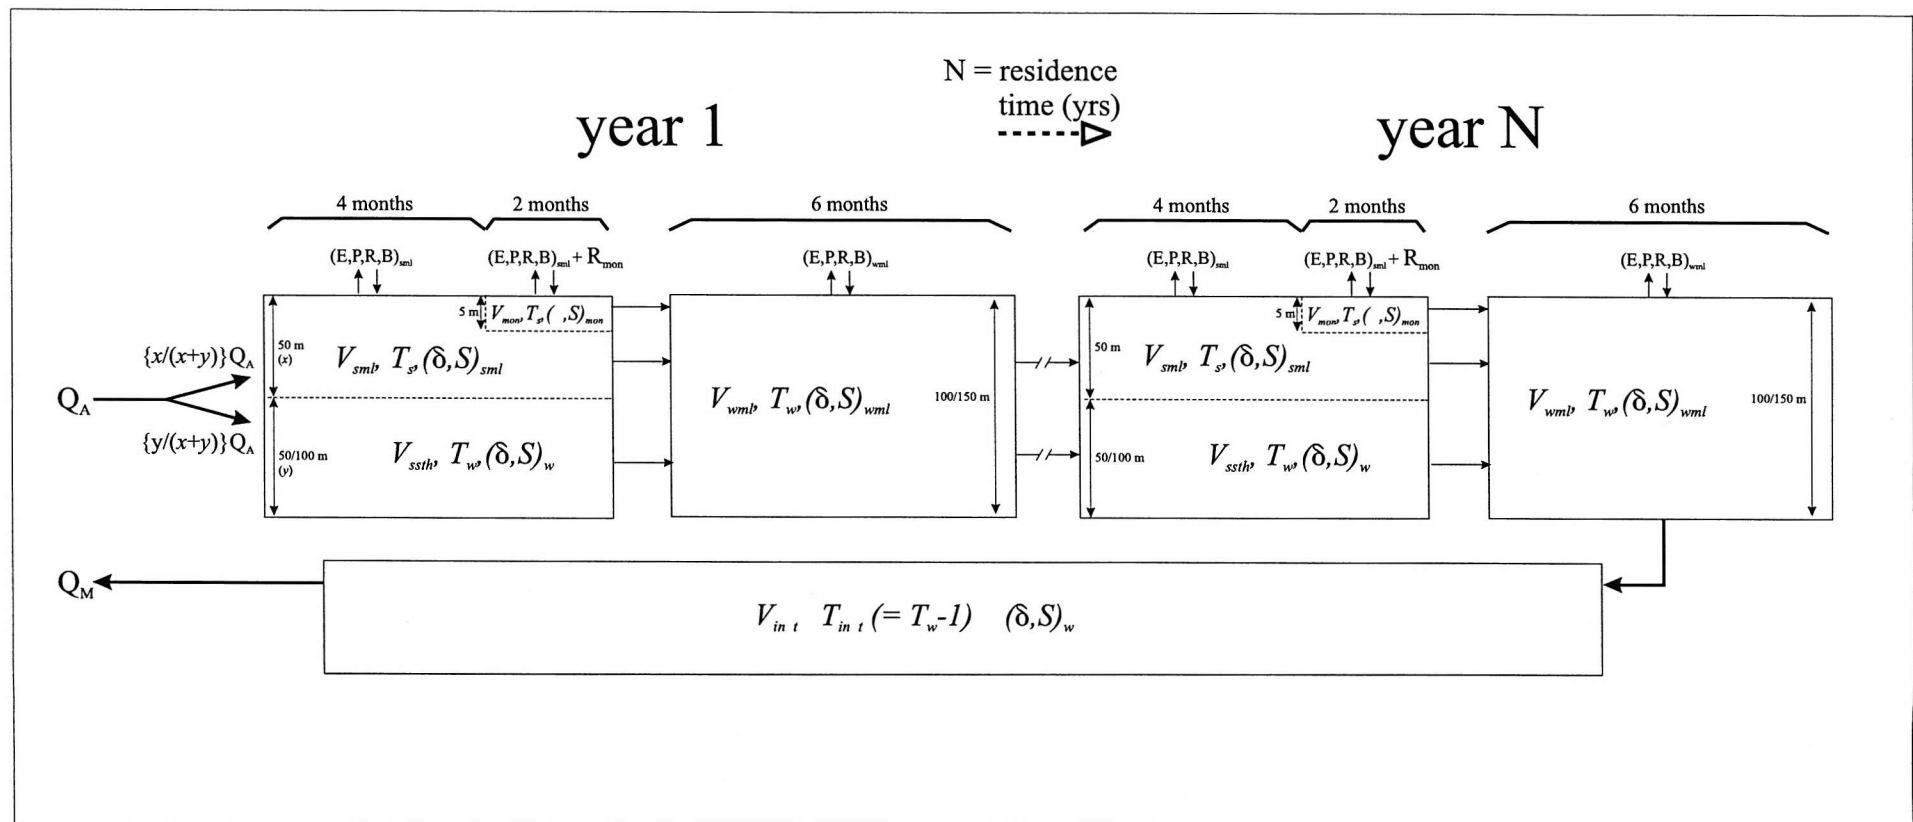 N = residence
time (yrs)
year 1
year N
4 months
2 months
6 months
4 months
2 months
6 months
(E,P,R,B)sml
(E,P,R,B)sml + Rmon
(E,P,R,B)wml
(E,P,R,B)sml
(E,P,R,B)sml + Rmon
(E,P,R,B)wml
5 m
Vmon, Ts, ( ,S)mon
5 m
Vmon, Ts, ( ,S)mon
{x/(x+y)}QA
50 m
(x)
Vsml, Ts, (δ,S)sml
50 m
Vsml, Ts, (δ,S)sml
QA
Vwml, Tw, (δ,S)wml
100/150 m
Vwml, Tw, (δ,S)wml
100/150 m
{y/(x+y)}QA
50/100 m
(y)
Vssth, Tw, (δ,S)w
50/100 m
Vssth, Tw, (δ,S)w
QM
Vin t Tin t (= Tw-1) (δ,S)w